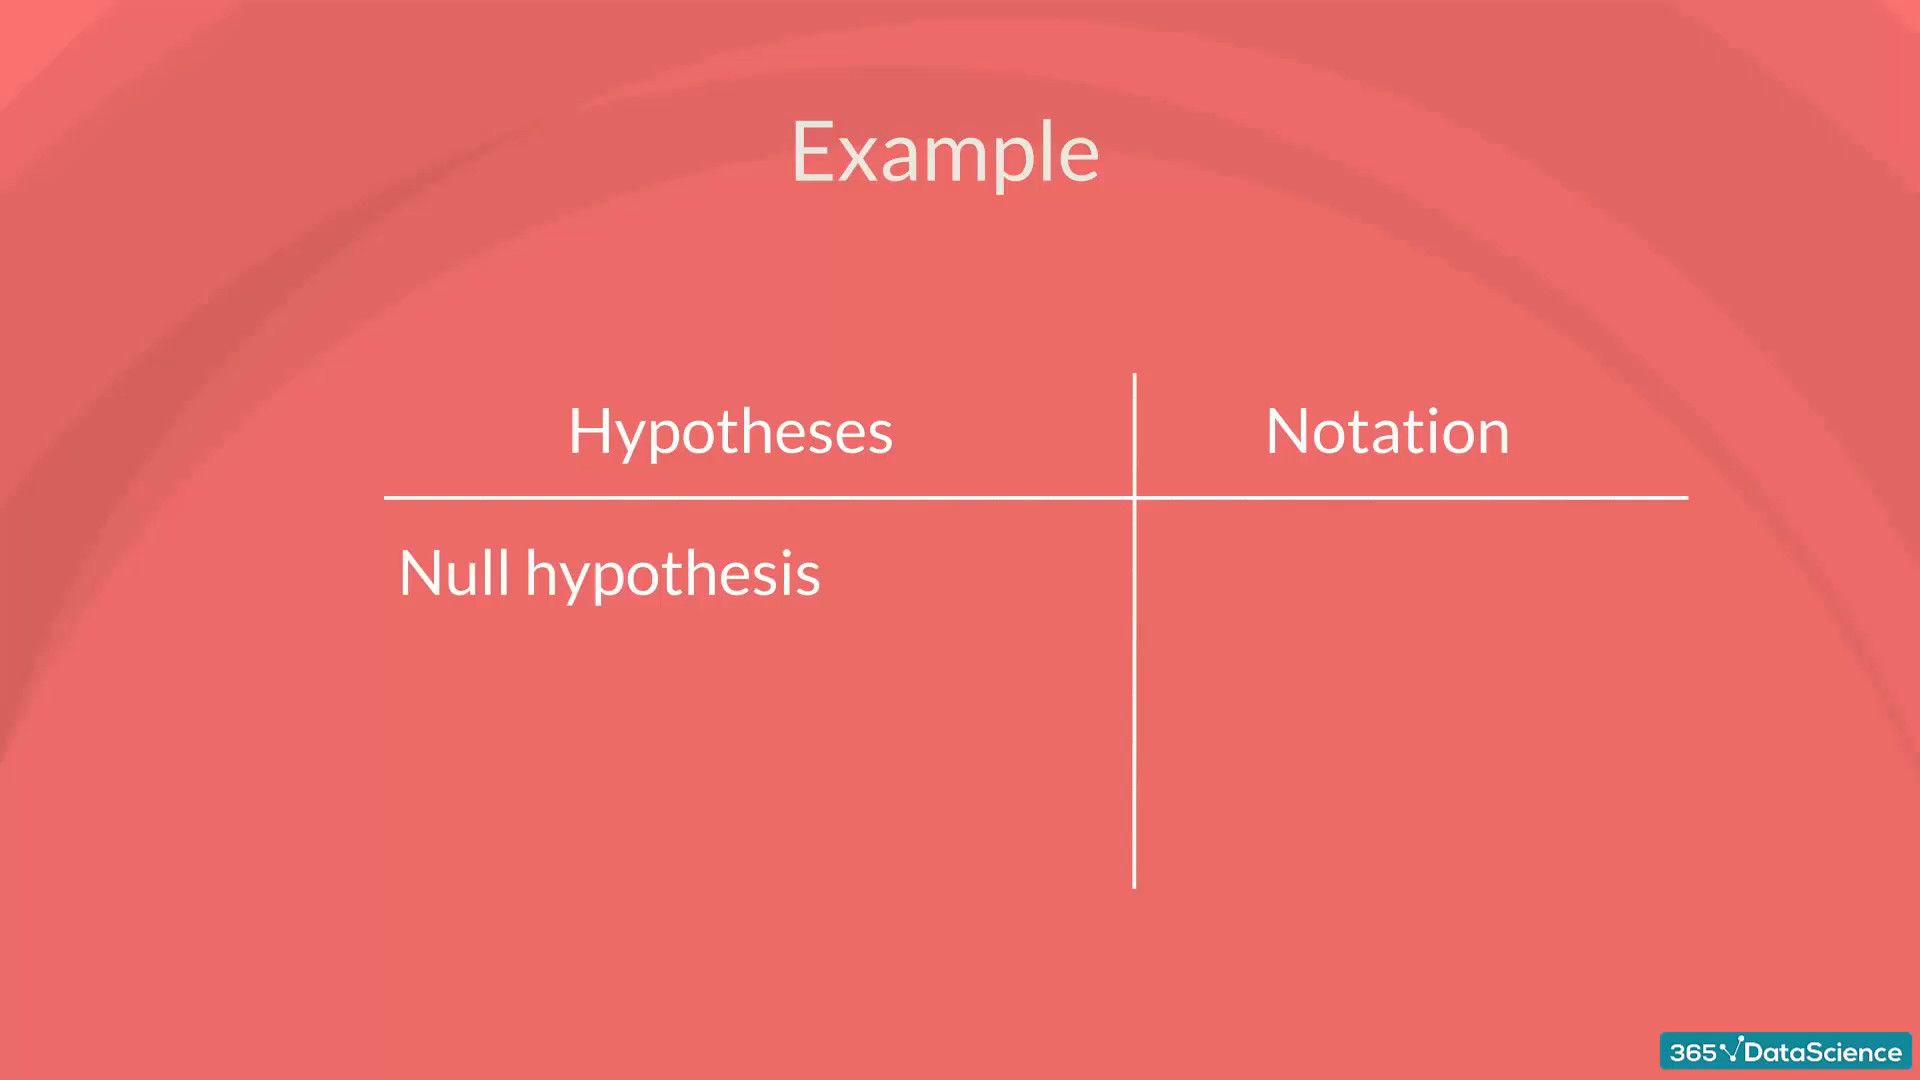 Example
Hypotheses Notation
Null hypothesis
365 DataScience